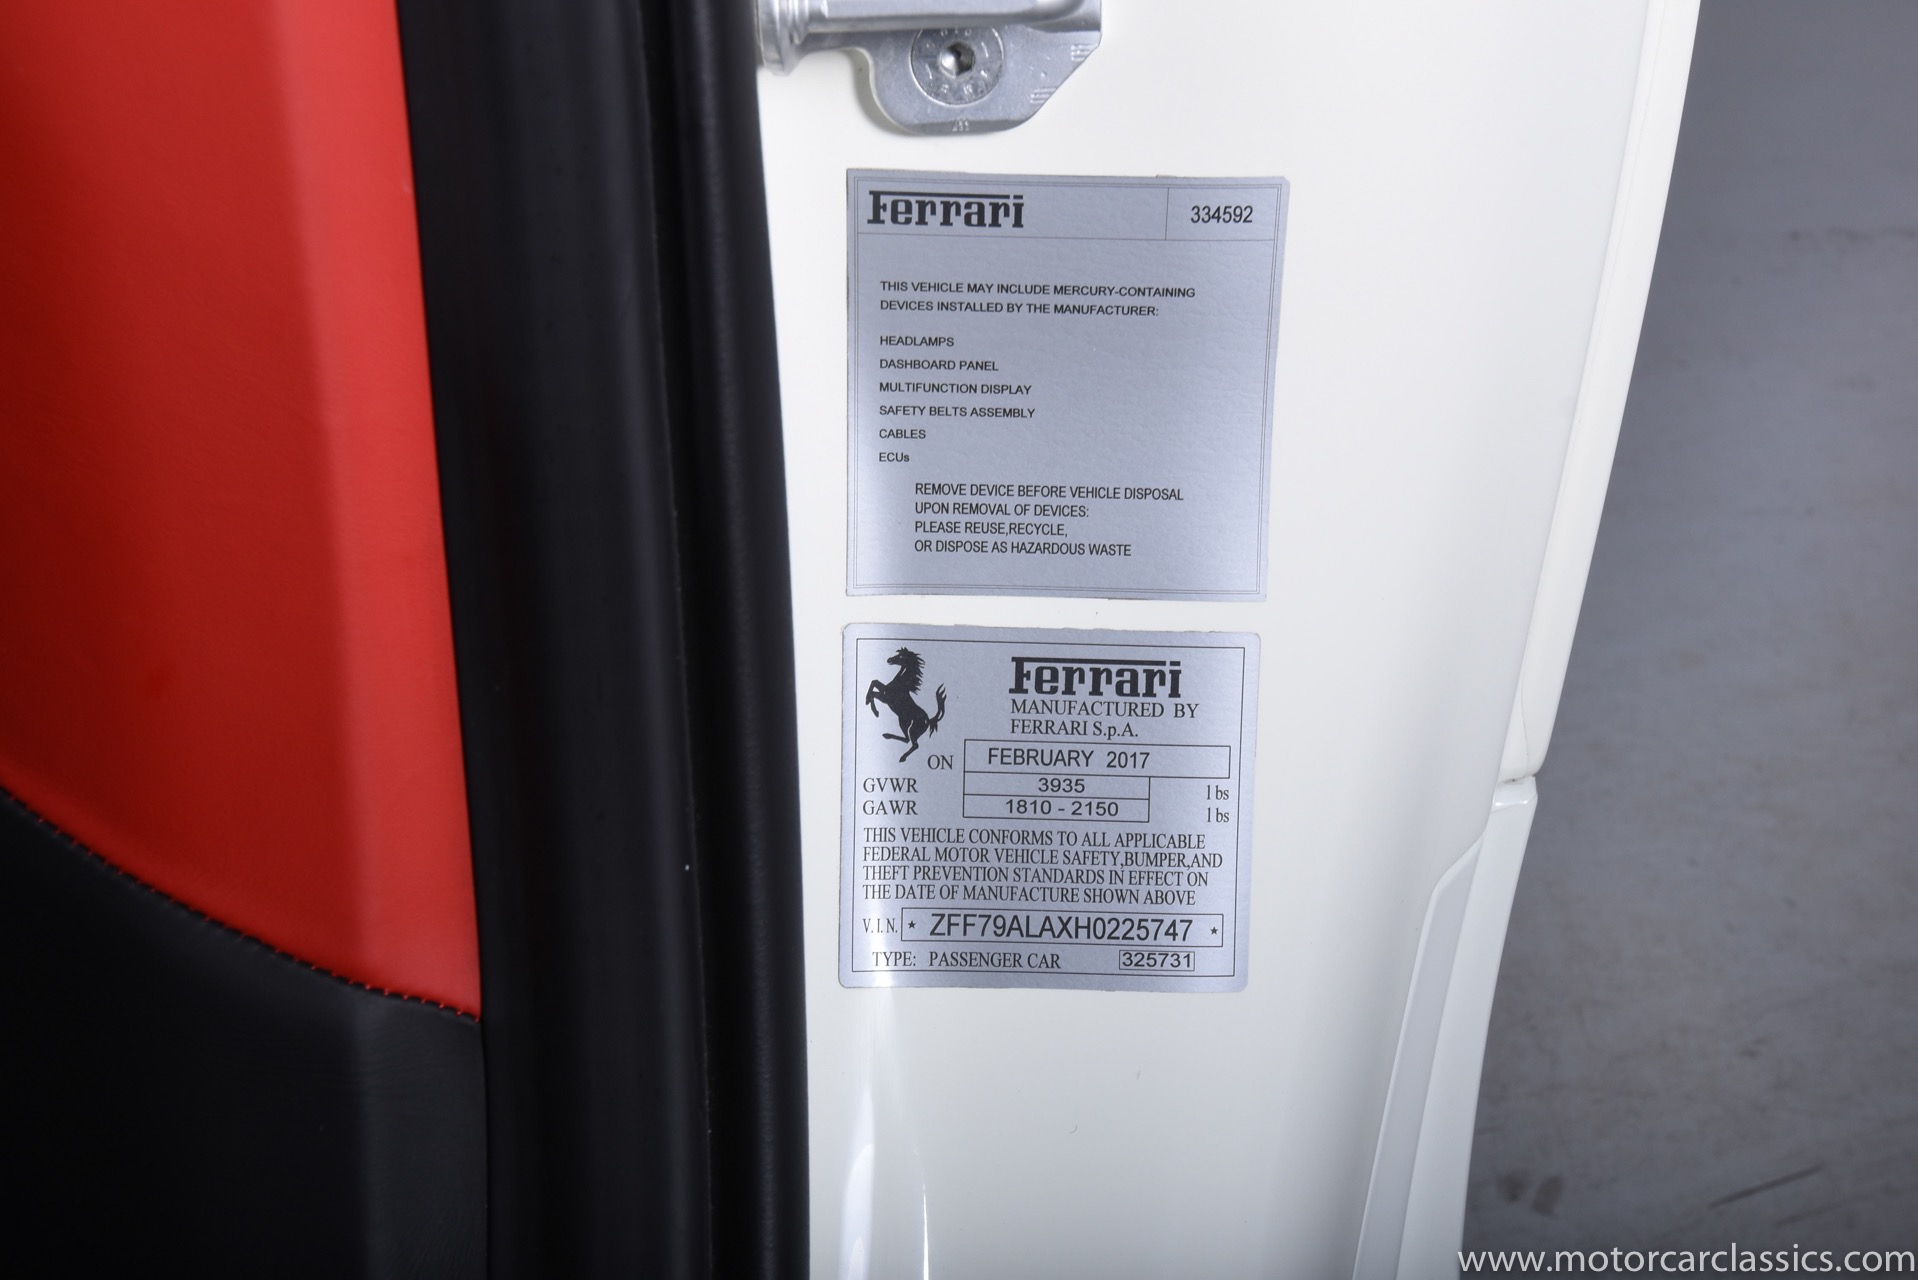 Ferrari 334592
THIS VEHICLE MAY INCLUDE MERCURY-CONTAINING
DEVICES INSTALLED BY THE MANUFACTURER:
HEADLAMPS
DASHBOARD PANEL
MULTIFUNCTION DISPLAY
SAFETY BELTS ASSEMBLY
CABLES
ECUs
REMOVE DEVICE BEFORE VEHICLE DISPOSAL
UPON REMOVAL OF DEVICES:
PLEASE REUSE,RECYCLE,
OR DISPOSE AS HAZARDOUS WASTE
Ferrari
MANUFACTURED BY
FERRARI S.p.A.
ON FEBRUARY 2017
GVWR 3935 lbs
GAWR 1810 - 2150 lbs
THIS VEHICLE CONFORMS TO ALL APPLICABLE
FEDERAL MOTOR VEHICLE SAFETY,BUMPER,AND
THEFT PREVENTION STANDARDS IN EFFECT ON
THE DATE OF MANUFACTURE SHOWN ABOVE
V.I.N. * ZFF79ALAXH0225747 *
TYPE: PASSENGER CAR 325731
www.motorcarclassics.com